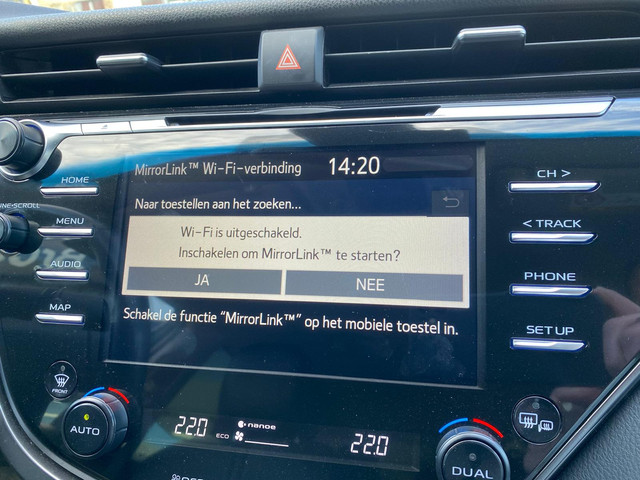 MirrorLink™ Wi-Fi-verbinding 14:20
Naar toestellen aan het zoeken...
Wi-Fi is uitgeschakeld.
Inschakelen om MirrorLink™ te starten?
JA NEE
Schakel de functie “MirrorLink™” op het mobiele toestel in.
HOME
NE-SCROLL
MENU
AUDIO
MAP
CH >
< TRACK
PHONE
SET UP
FRONT
AUTO
22.0 ECO nanoe 22.0
DUAL